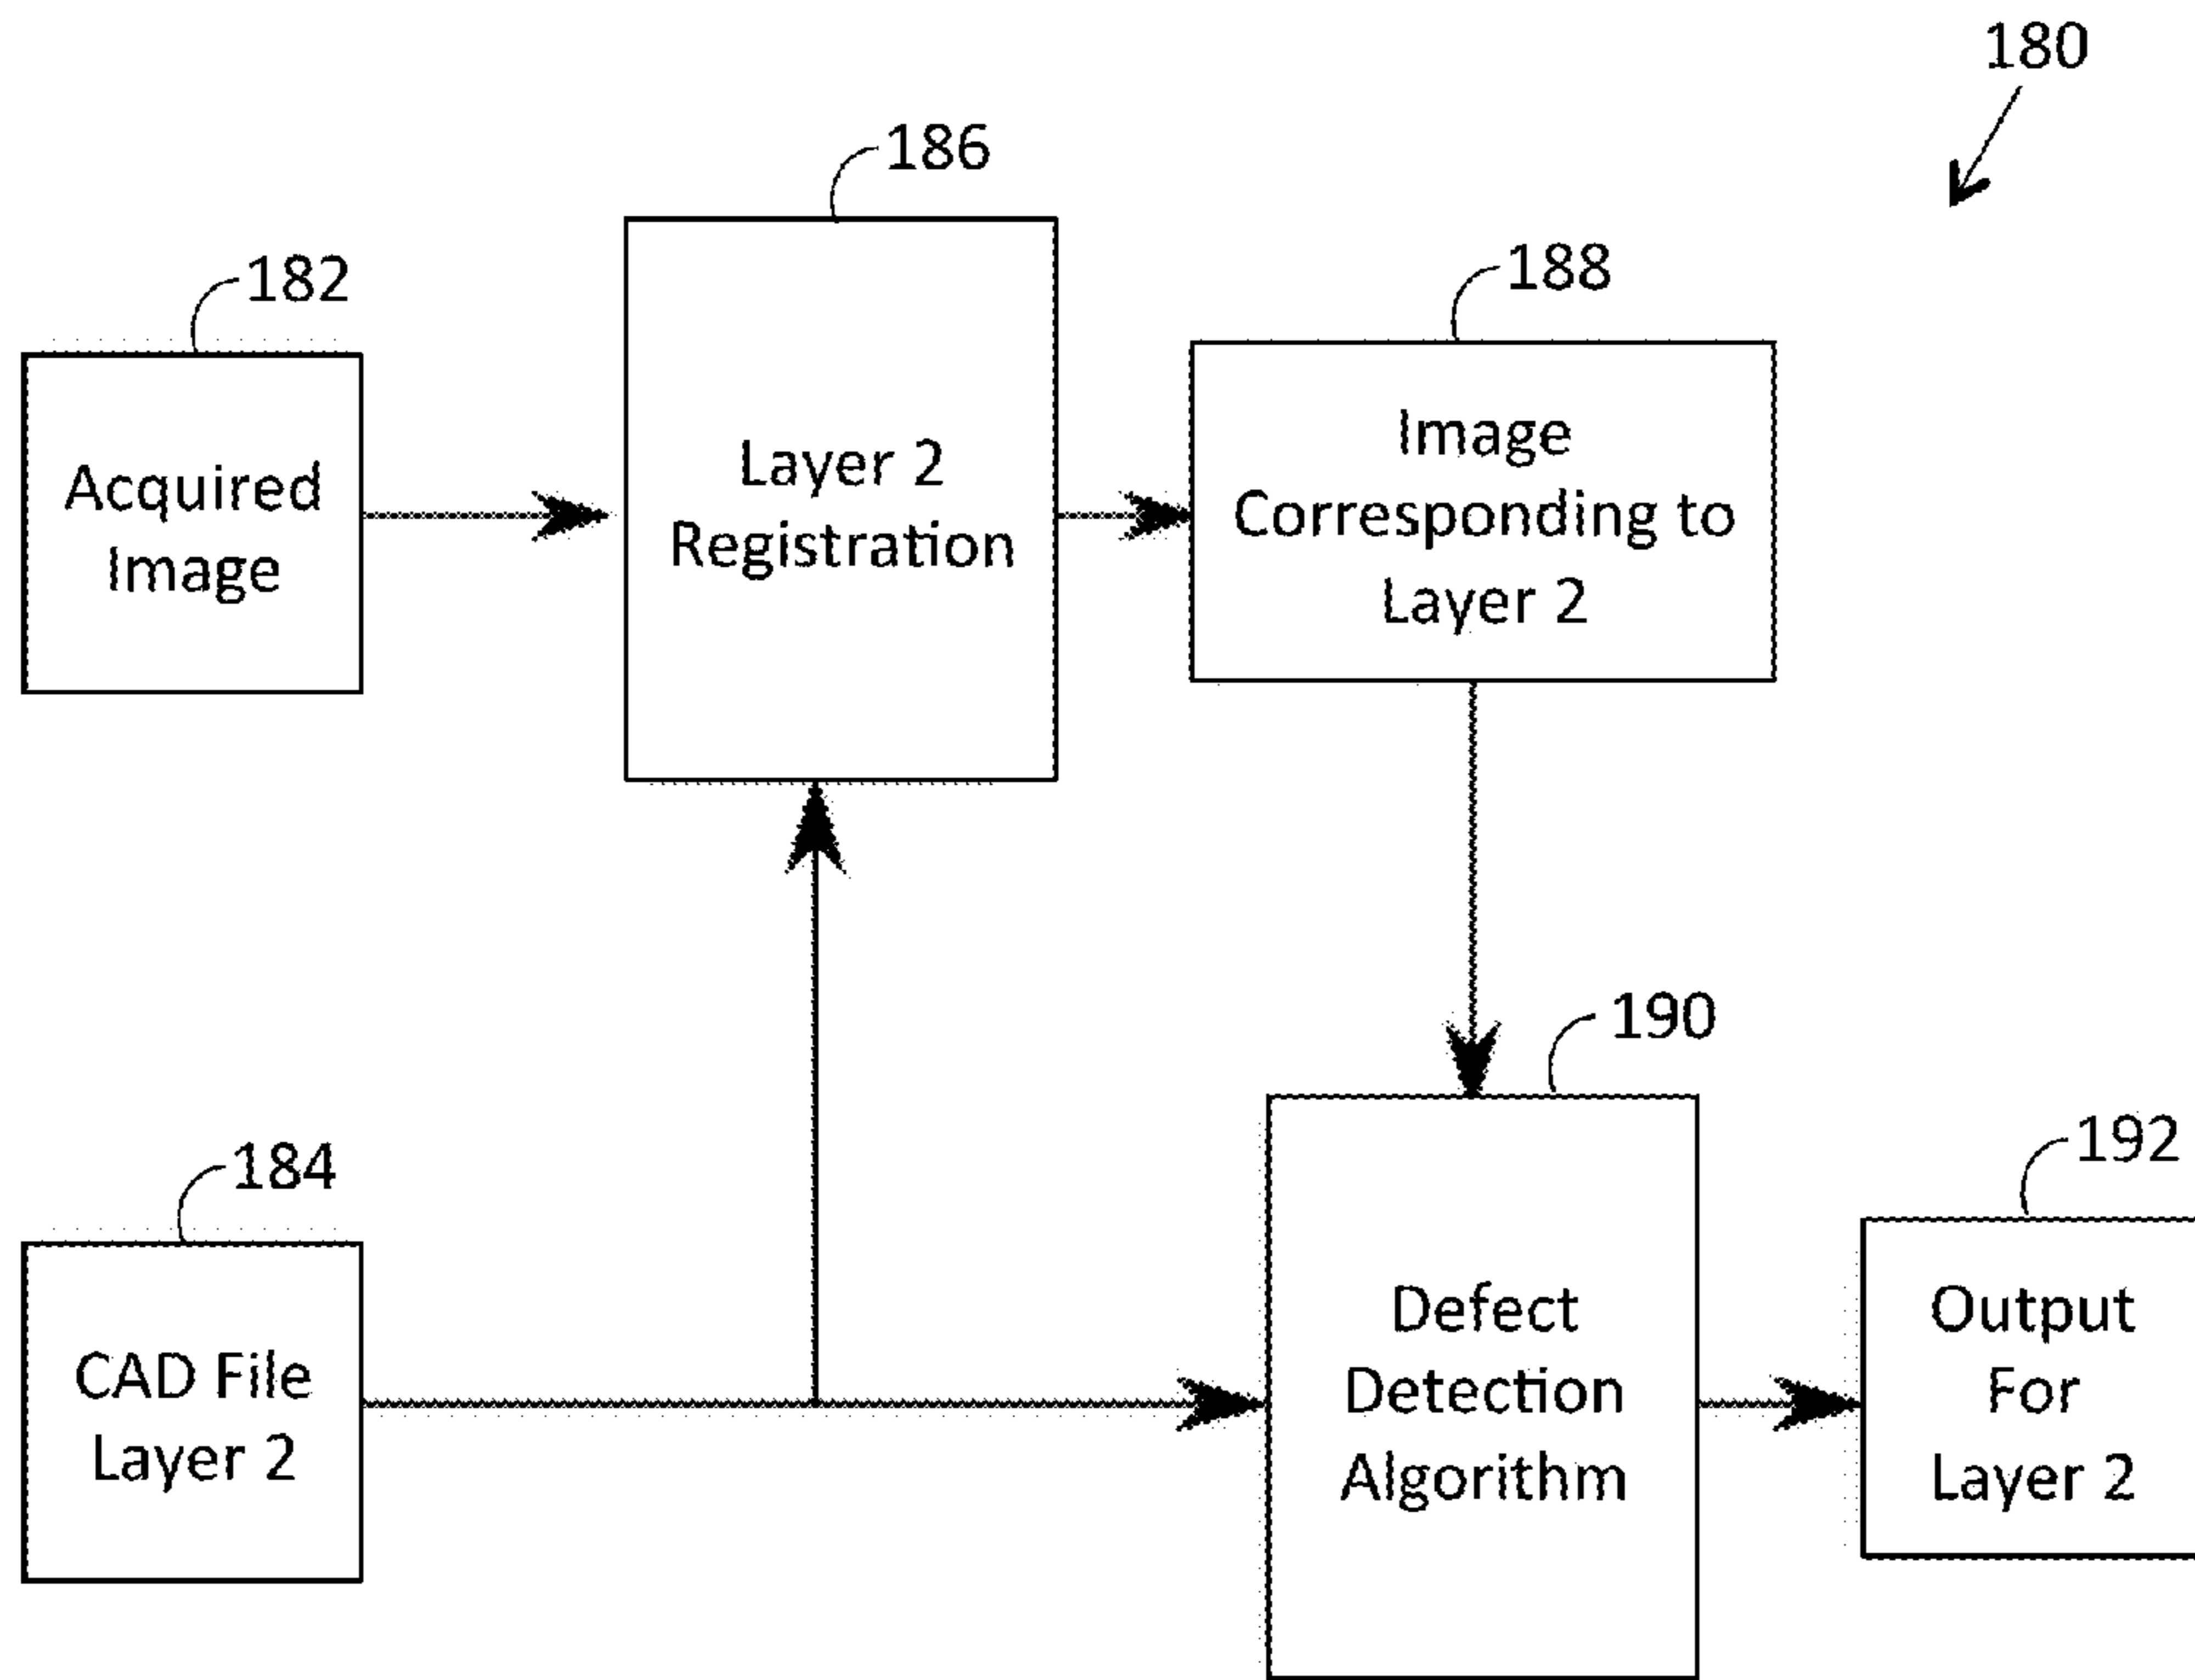 180
186
182
188
Layer 2
Registration
Image
Corresponding to
Layer 2
Acquired
Image
190
184
192
CAD File
Layer 2
Defect
Detection
Algorithm
Output
For
Layer 2